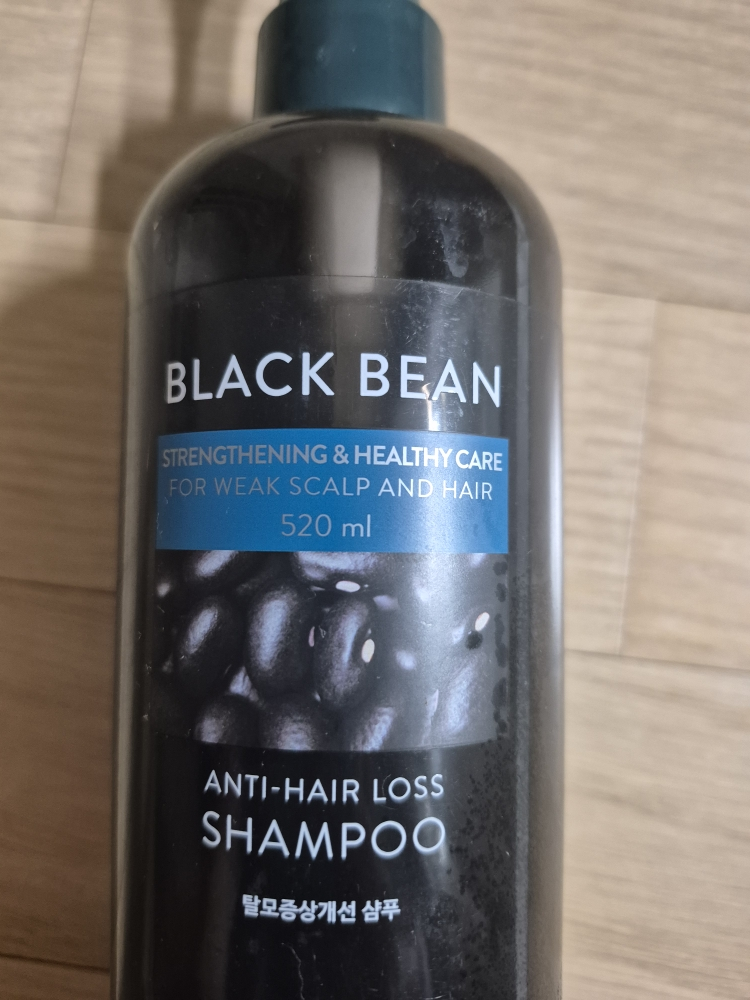 BLACK BEAN
STRENGTHENING & HEALTHY CARE
FOR WEAK SCALP AND HAIR
520 ml
ANTI-HAIR LOSS
SHAMPOO
탈모증상개선 샴푸